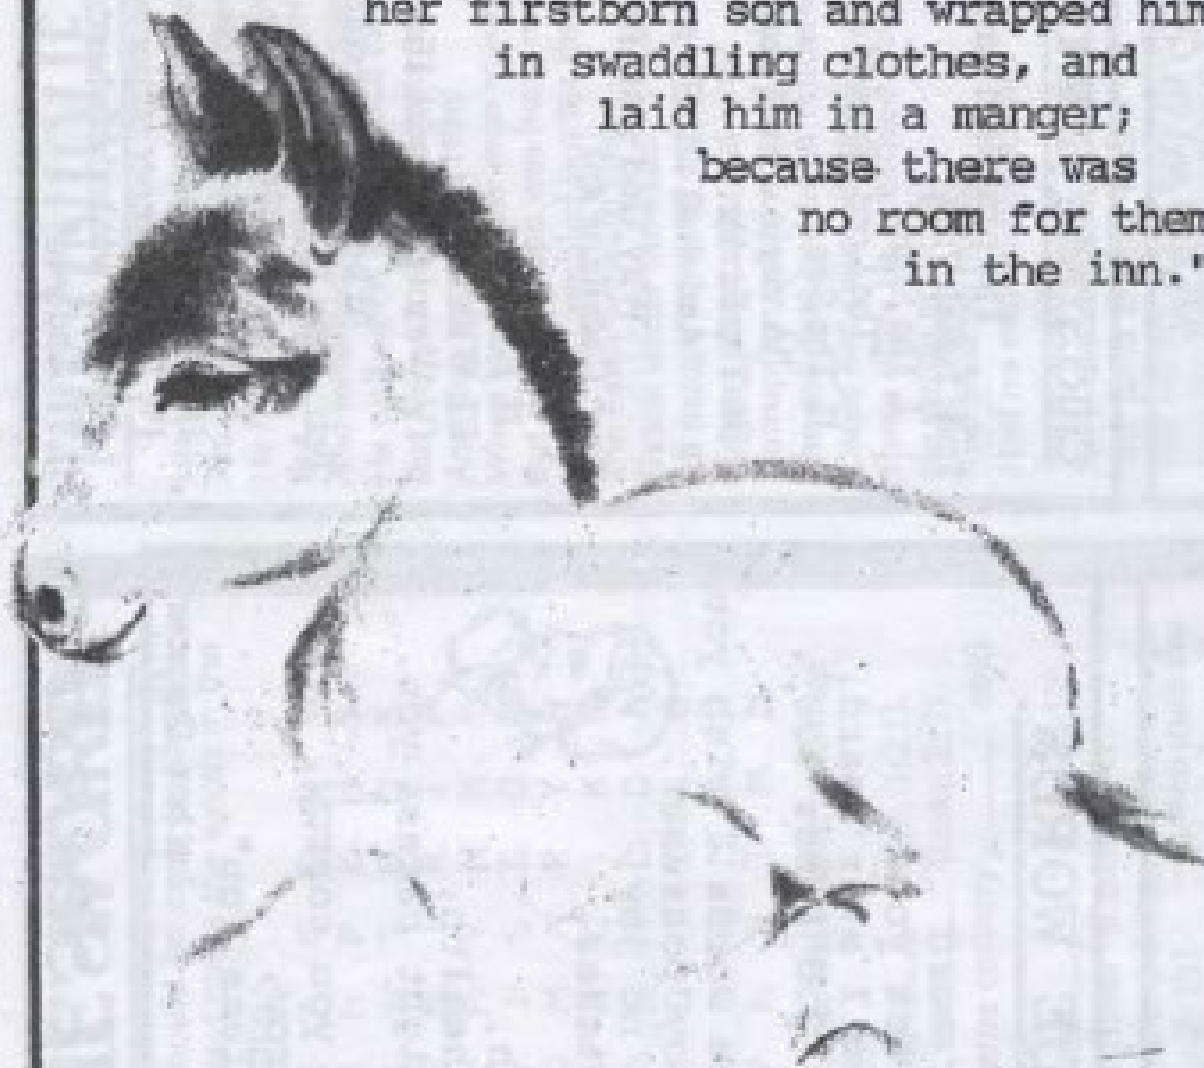 her firstborn son and wrapped him
in swaddling clothes, and
laid him in a manger;
because there was
no room for them
in the inn."